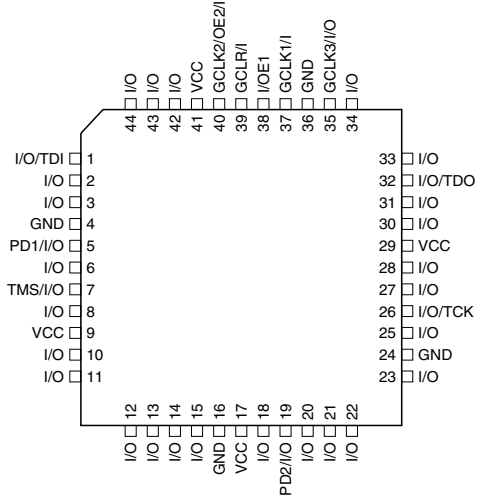 I/O
I/O
I/O
VCC
GCLK2/OE2/I
GCLR/I
I/OE1
GCLK1/I
GND
GCLK3/I/O
I/O
44
43
42
41
40
39
38
37
36
35
34
I/O/TDI 1
I/O 2
I/O 3
GND 4
PD1/I/O 5
I/O 6
TMS/I/O 7
I/O 8
VCC 9
I/O 10
I/O 11
33 I/O
32 I/O/TDO
31 I/O
30 I/O
29 VCC
28 I/O
27 I/O
26 I/O/TCK
25 I/O
24 GND
23 I/O
12
13
14
15
16
17
18
19
20
21
22
I/O
I/O
I/O
I/O
GND
VCC
I/O
PD2/I/O
I/O
I/O
I/O